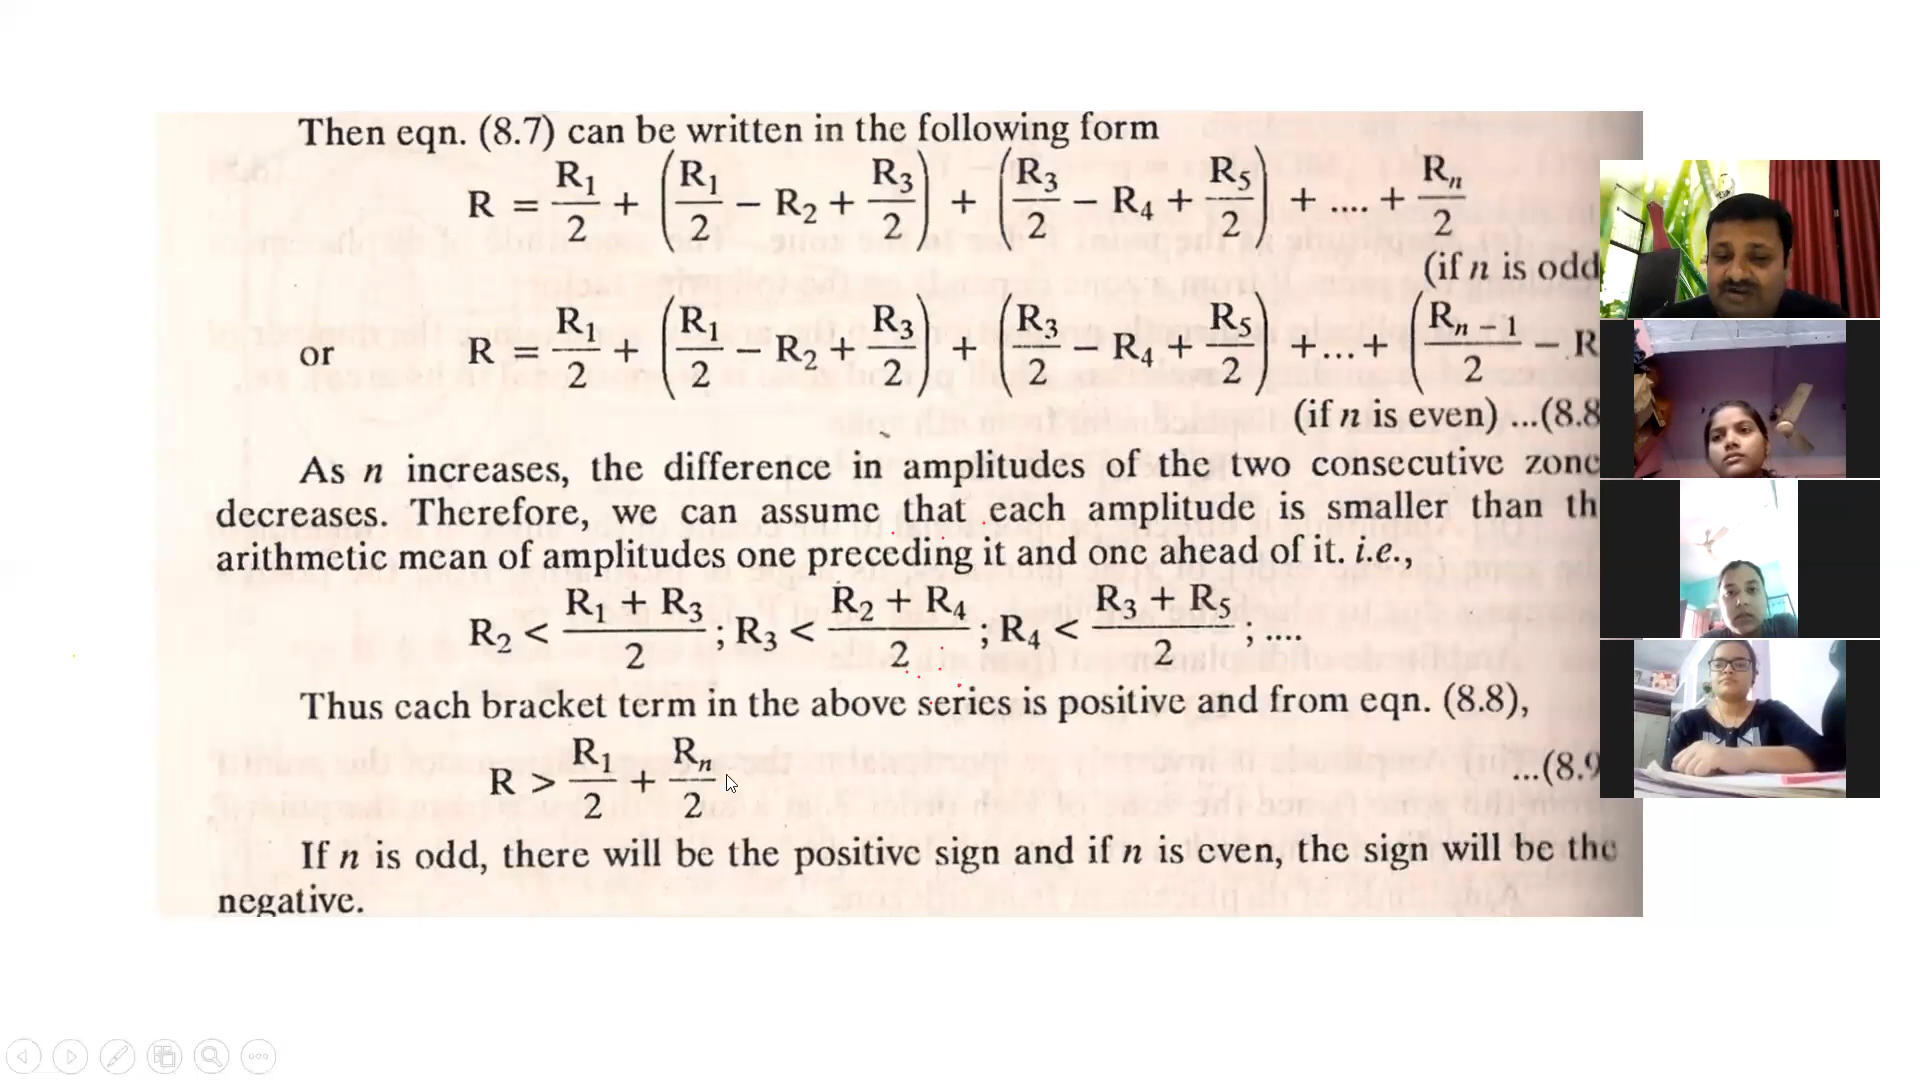 Then eqn. (8.7) can be written in the following form
R = R₁/2 + (R₁/2 − R₂ + R₃/2) + (R₃/2 − R₄ + R₅/2) + .... + Rₙ/2
(if n is odd
or R = R₁/2 + (R₁/2 − R₂ + R₃/2) + (R₃/2 − R₄ + R₅/2) +...+ (Rₙ₋₁/2 − R
(if n is even) ...(8.8
As n increases, the difference in amplitudes of the two consecutive zone
decreases. Therefore, we can assume that each amplitude is smaller than th
arithmetic mean of amplitudes one preceding it and one ahead of it. i.e.,
R₂ < (R₁ + R₃)/2 ; R₃ < (R₂ + R₄)/2 ; R₄ < (R₃ + R₅)/2 ; ....
Thus each bracket term in the above series is positive and from eqn. (8.8),
R > R₁/2 + Rₙ/2 ...(8.9
If n is odd, there will be the positive sign and if n is even, the sign will be the
negative.